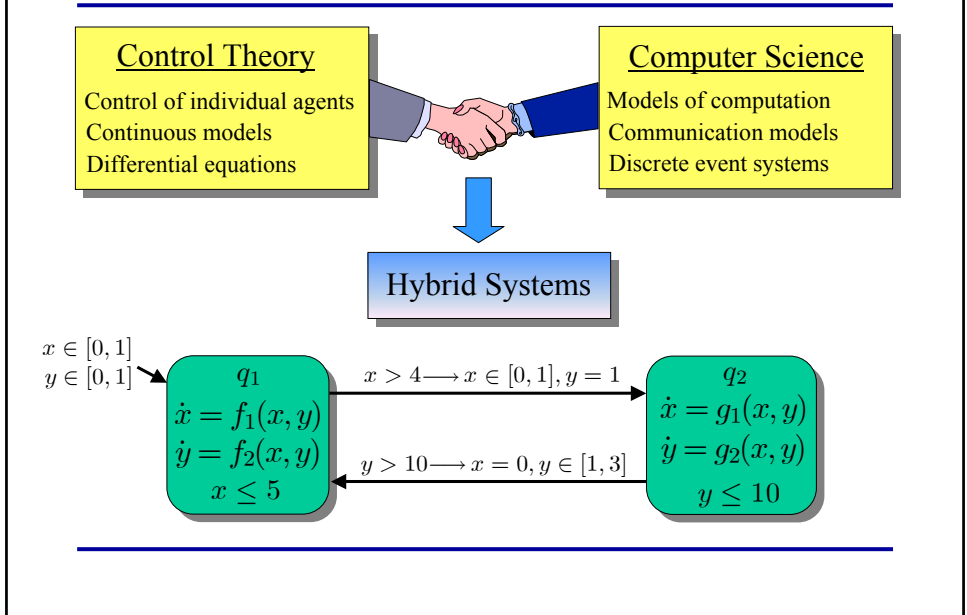 Control Theory
Control of individual agents
Continuous models
Differential equations
Computer Science
Models of computation
Communication models
Discrete event systems
Hybrid Systems
x ∈ [0, 1]
y ∈ [0, 1]
q₁
ẋ = f₁(x, y)
ẏ = f₂(x, y)
x ≤ 5
x > 4 ⟶ x ∈ [0, 1], y = 1
y > 10 ⟶ x = 0, y ∈ [1, 3]
q₂
ẋ = g₁(x, y)
ẏ = g₂(x, y)
y ≤ 10